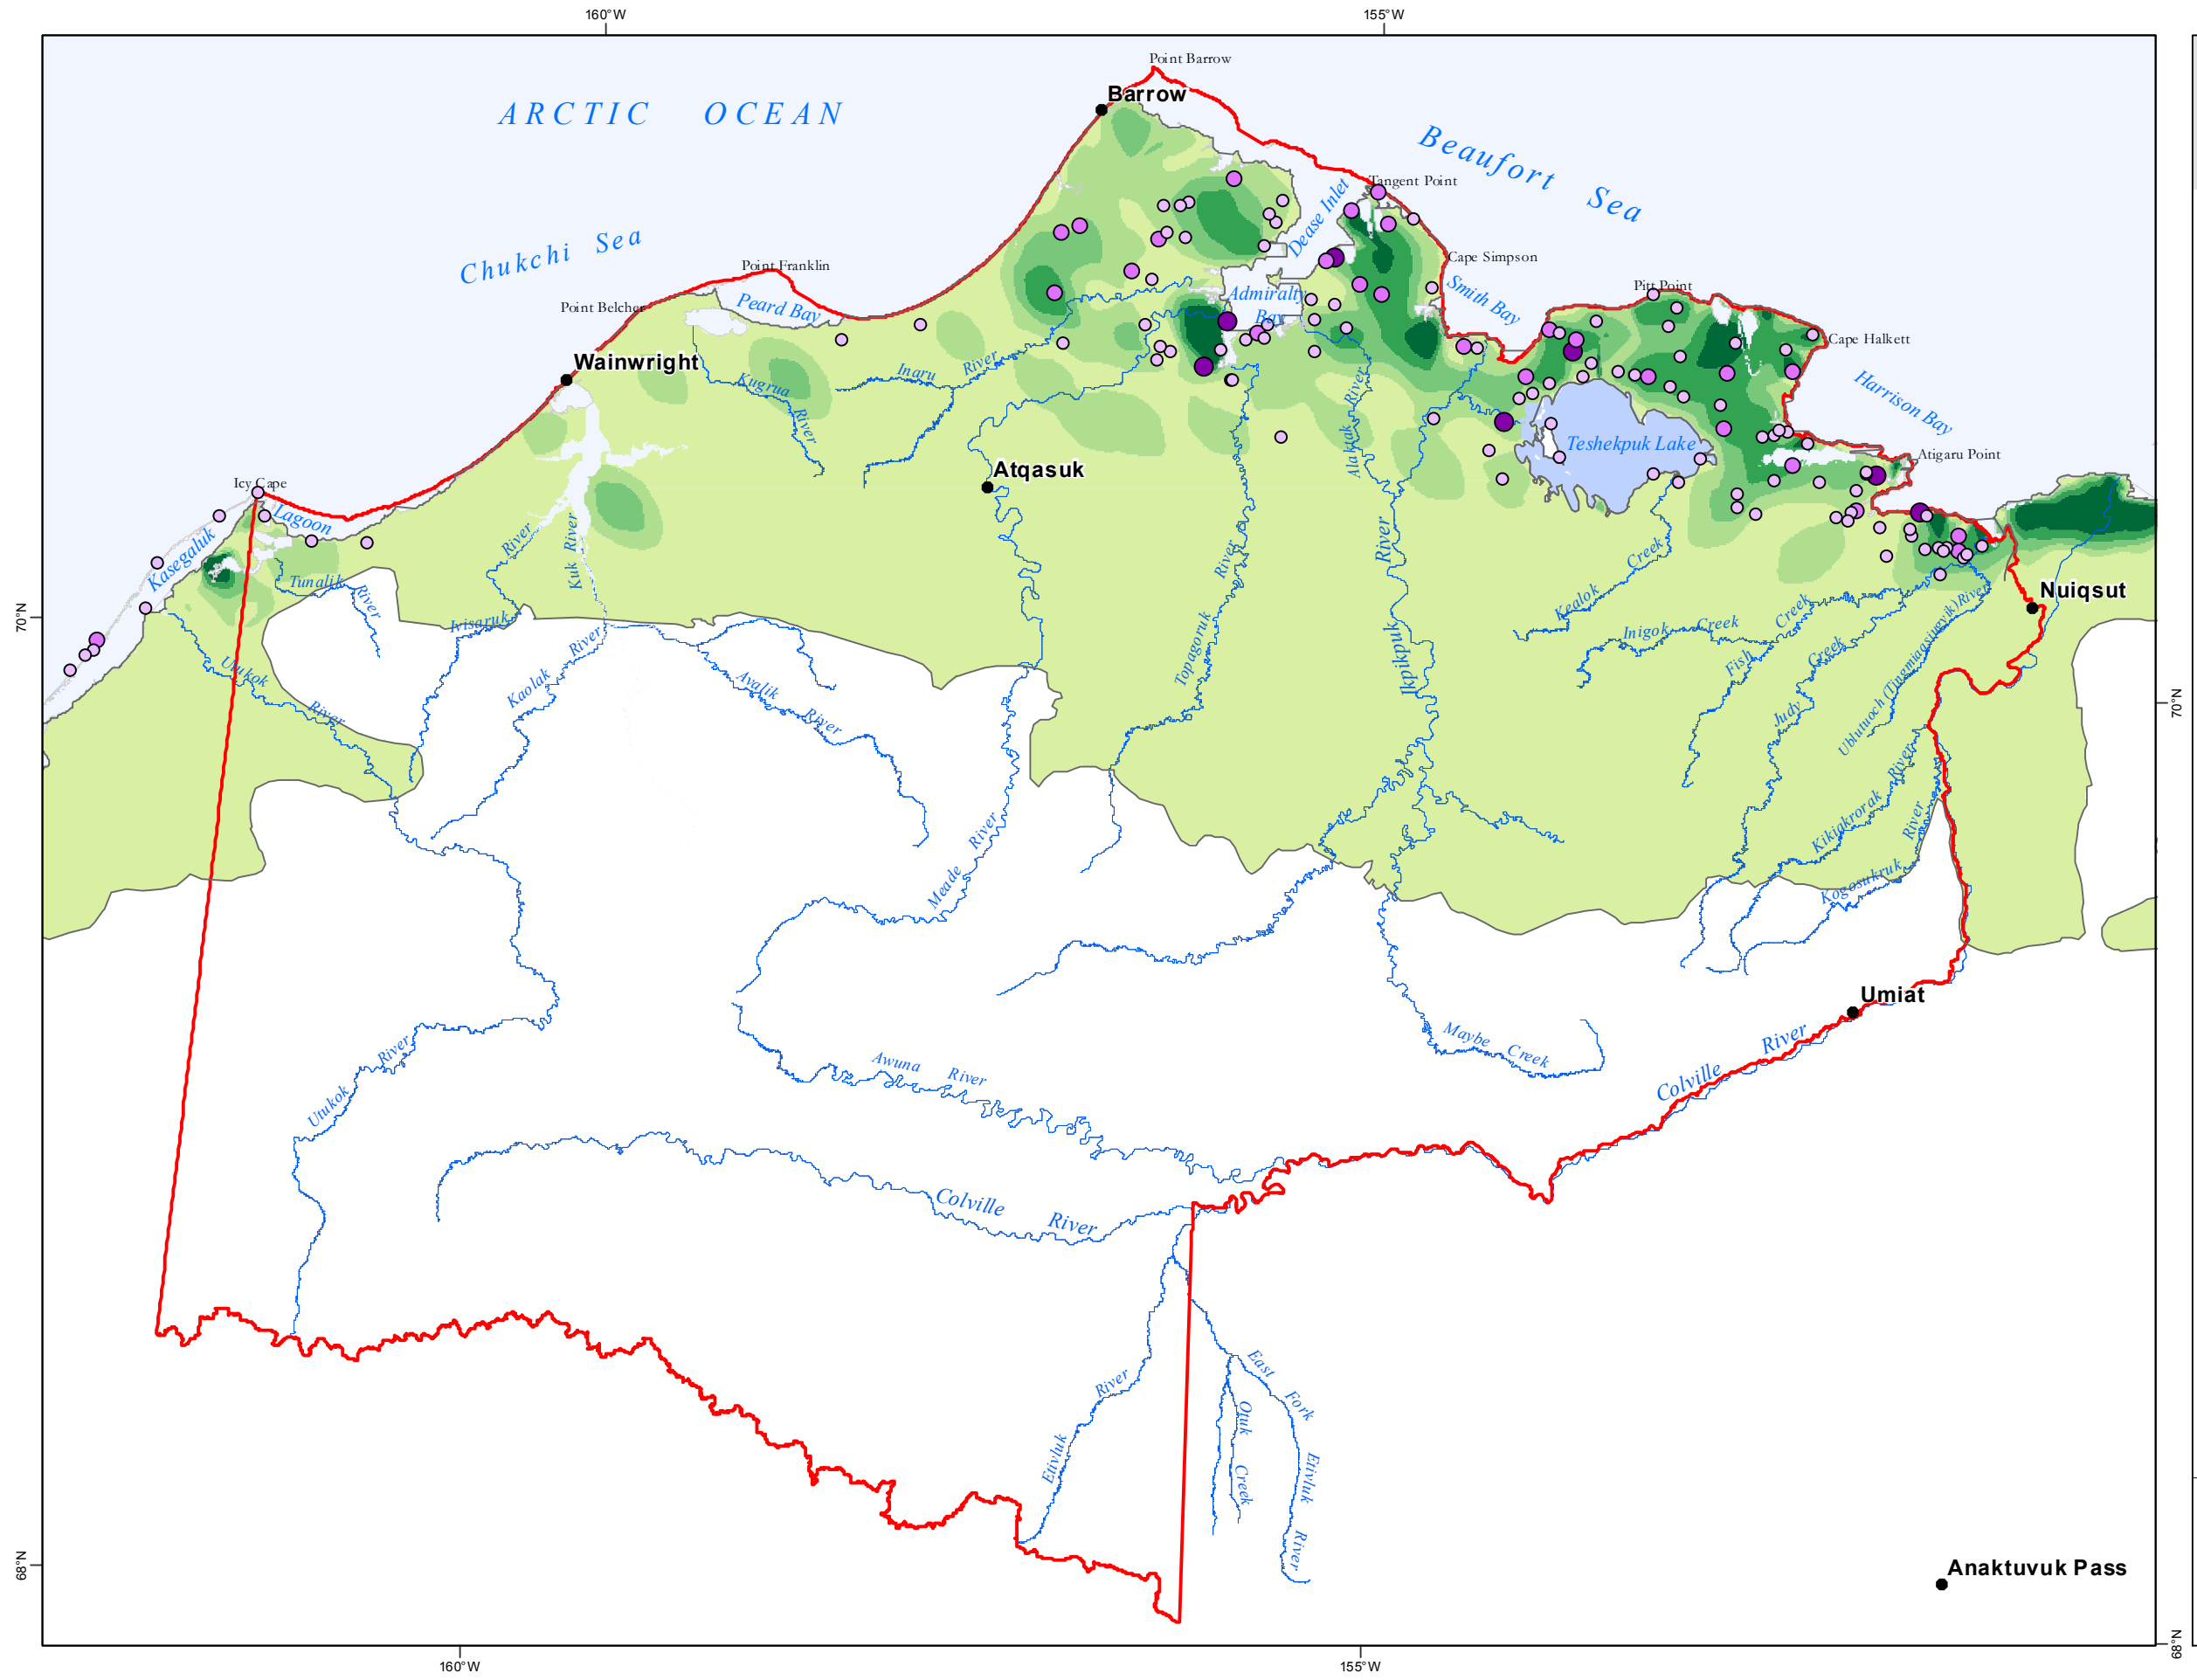 160°W
155°W
Point Barrow
Barrow
ARCTIC OCEAN
Beaufort Sea
Tangent Point
Dease Inlet
Chukchi Sea
Cape Simpson
Point Franklin
Smith Bay
Pitt Point
Point Belcher
Peard Bay
Admiralty
Bay
Cape Halkett
Wainwright
Kugrua
River
Inaru
River
Harrison Bay
Alaktak
River
Teshekpuk Lake
Atigaru Point
Atqasuk
Icy Cape
Kasegaluk
Lagoon
River
Kuk River
Tunalik
River
Ivisaruk
River
Topagoruk
River
Ikpikpuk
River
Kealok
Creek
Inigok Creek
Fish
Creek
Judy
Creek
Ublutuoch (Tingmiaqsiugvik) River
Nuiqsut
70°N
70°N
Utukok
River
Kaolak
River
Avalik
River
Kikiakrorak
River
Kogosukruk
River
Meade
River
Umiat
Maybe Creek
Colville River
Awuna River
Utukok
River
Colville
River
Etivluk
River
East
Fork
Etivluk
River
Otuk
Creek
Anaktuvuk Pass
68°N
68°N
160°W
155°W